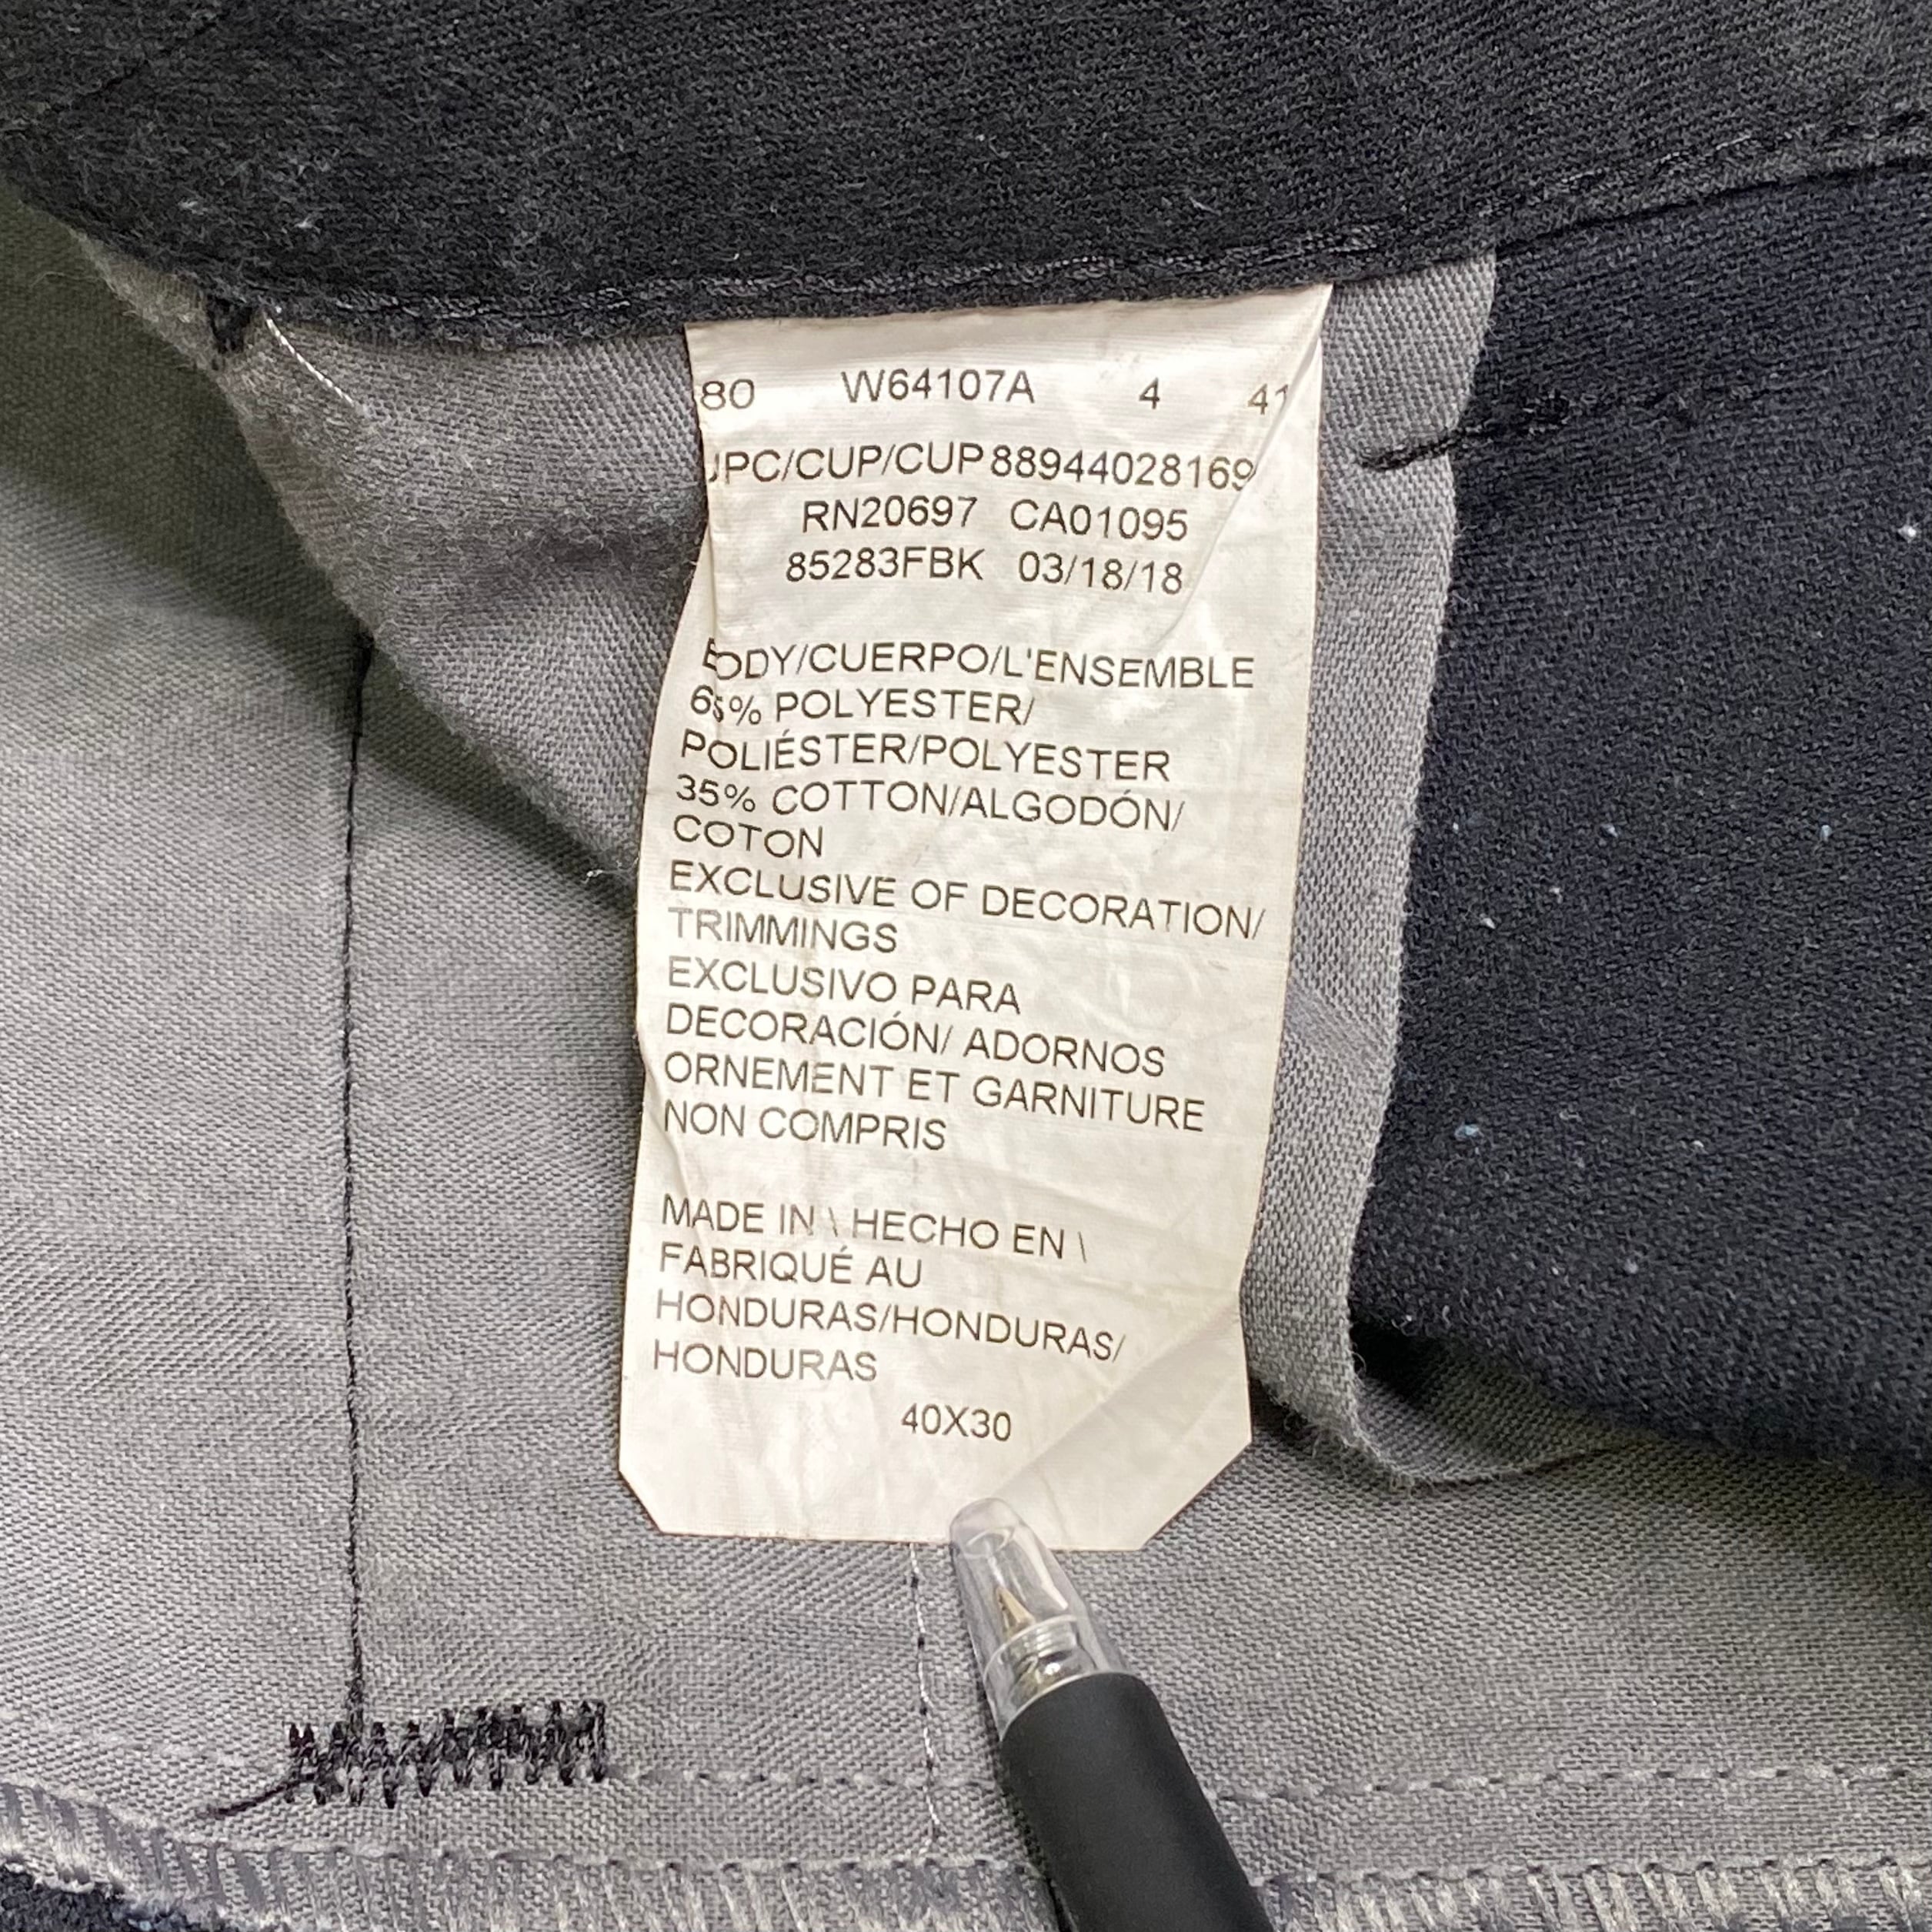 80 W64107A 4 41
UPC/CUP/CUP 88944028169
RN20697 CA01095
85283FBK 03/18/18
BODY/CUERPO/L'ENSEMBLE
65% POLYESTER/
POLIÉSTER/POLYESTER
35% COTTON/ALGODÓN/
COTON
EXCLUSIVE OF DECORATION/
TRIMMINGS
EXCLUSIVO PARA
DECORACIÓN/ ADORNOS
ORNEMENT ET GARNITURE
NON COMPRIS
MADE IN \ HECHO EN \
FABRIQUÉ AU
HONDURAS/HONDURAS/
HONDURAS
40X30